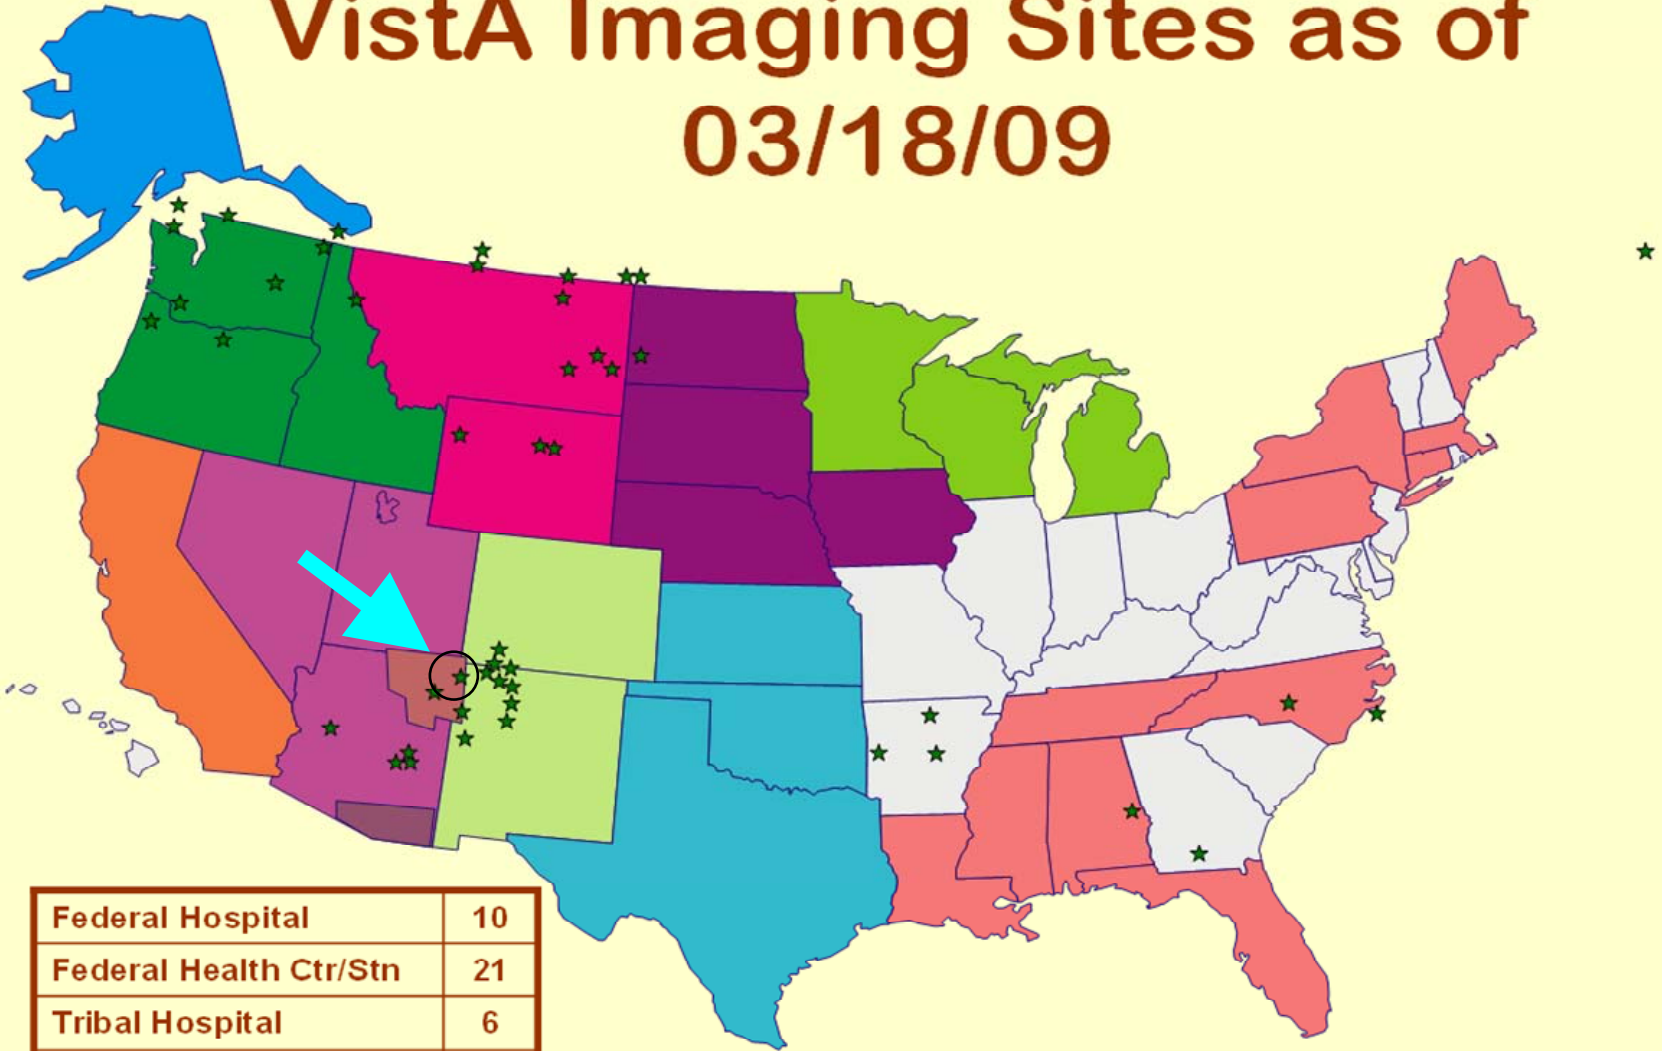 VistA Imaging Sites as of
03/18/09
Federal Hospital 10
Federal Health Ctr/Stn 21
Tribal Hospital 6